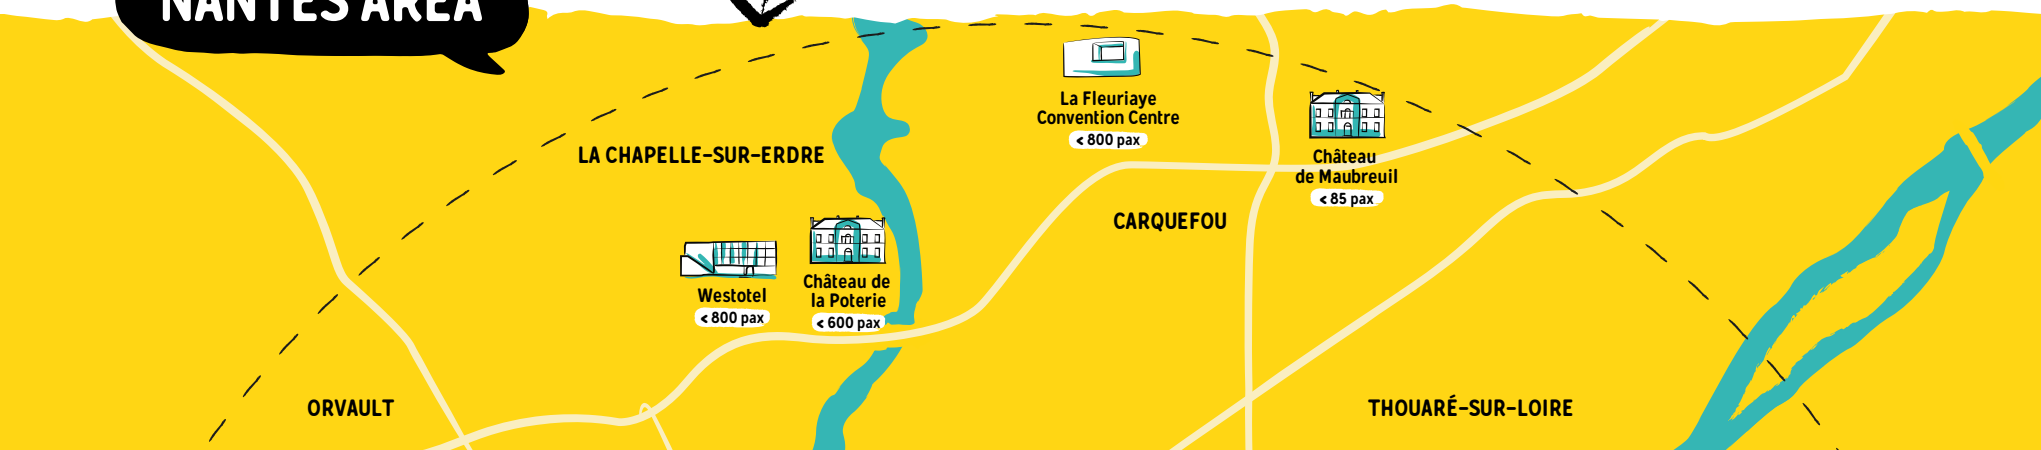 NANTES AREA
La Fleuriaye
Convention Centre
< 800 pax
LA CHAPELLE-SUR-ERDRE
Château
de Maubreuil
< 85 pax
CARQUEFOU
Westotel
< 800 pax
Château de
la Poterie
< 600 pax
ORVAULT
THOUARÉ-SUR-LOIRE